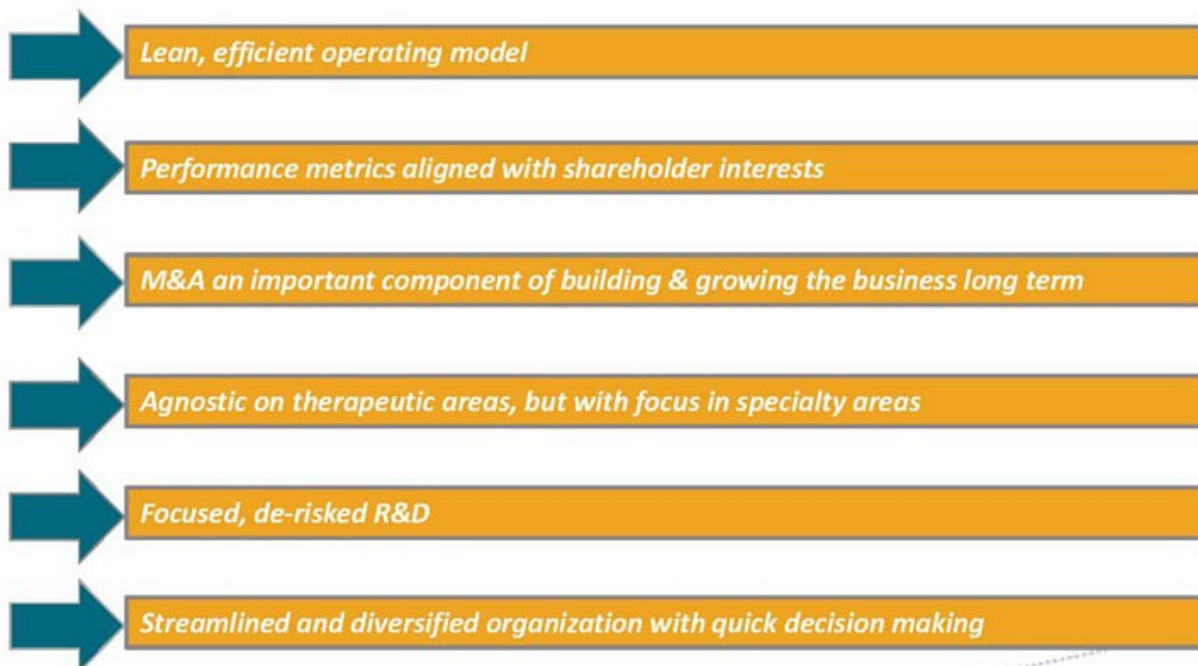 Lean, efficient operating model
Performance metrics aligned with shareholder interests
M&A an important component of building & growing the business long term
Agnostic on therapeutic areas, but with focus in specialty areas
Focused, de-risked R&D
Streamlined and diversified organization with quick decision making